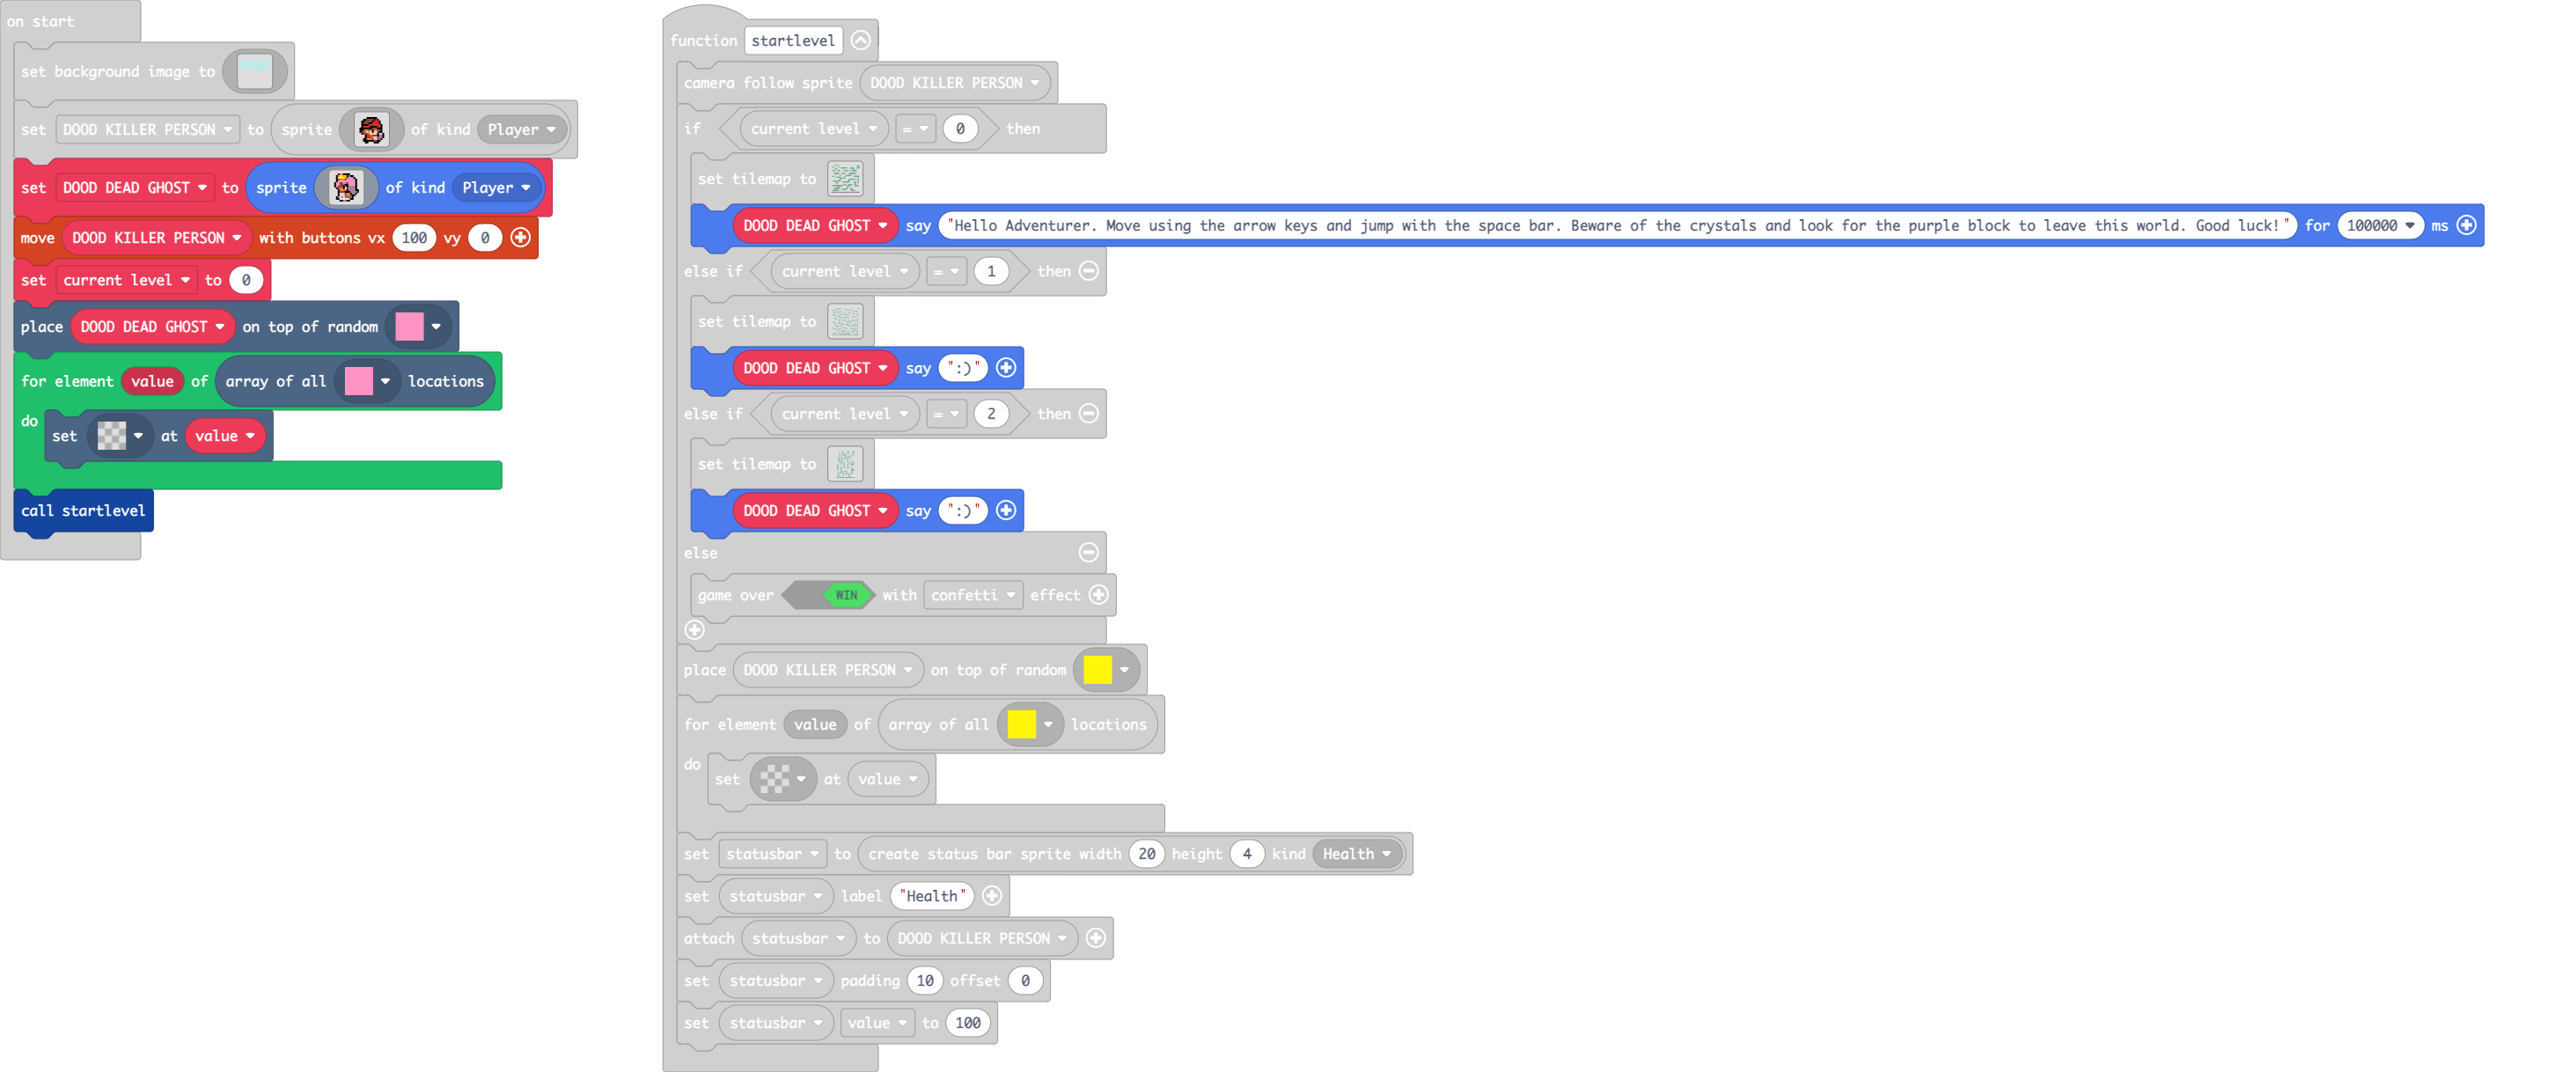 on start
set background image to
set DOOD KILLER PERSON to sprite of kind Player
set DOOD DEAD GHOST to sprite of kind Player
move DOOD KILLER PERSON with buttons vx 100 vy 0
set current level to 0
place DOOD DEAD GHOST on top of random
for element value of array of all locations
do
set at value
call startlevel
function startlevel
camera follow sprite DOOD KILLER PERSON
if current level = 0 then
set tilemap to
DOOD DEAD GHOST say "Hello Adventurer. Move using the arrow keys and jump with the space bar. Beware of the crystals and look for the purple block to leave this world. Good luck!" for 100000 ms
else if current level = 1 then
set tilemap to
DOOD DEAD GHOST say ":)"
else if current level = 2 then
set tilemap to
DOOD DEAD GHOST say ":)"
else
game over WIN with confetti effect
place DOOD KILLER PERSON on top of random
for element value of array of all locations
do
set at value
set statusbar to create status bar sprite width 20 height 4 kind Health
set statusbar label "Health"
attach statusbar to DOOD KILLER PERSON
set statusbar padding 10 offset 0
set statusbar value to 100